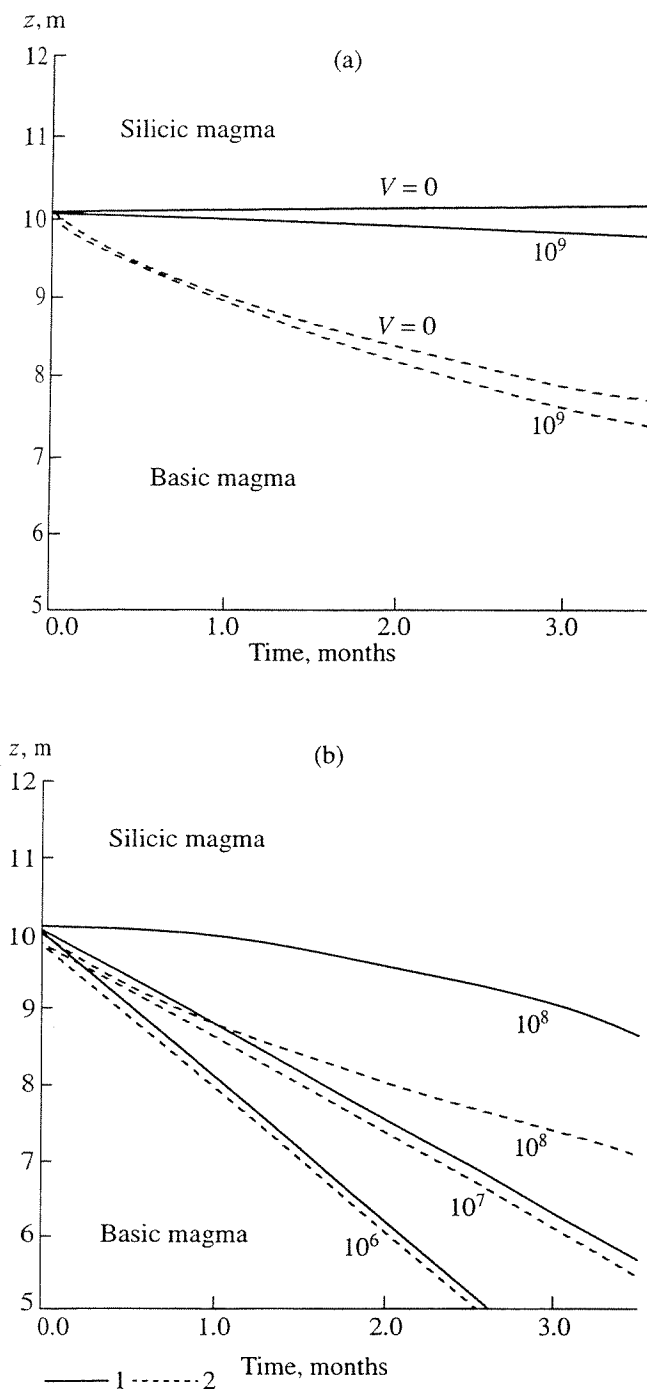 z, m
(a)
12
Silicic magma
11
V = 0
10
10⁹
9
V = 0
8
10⁹
7
Basic magma
6
5
0.0 1.0 2.0 3.0
Time, months
z, m
(b)
12
Silicic magma
11
10
9
10⁸
8
10⁸
7
10⁷
Basic magma 10⁶
6
5
0.0 1.0 2.0 3.0
1 2 Time, months